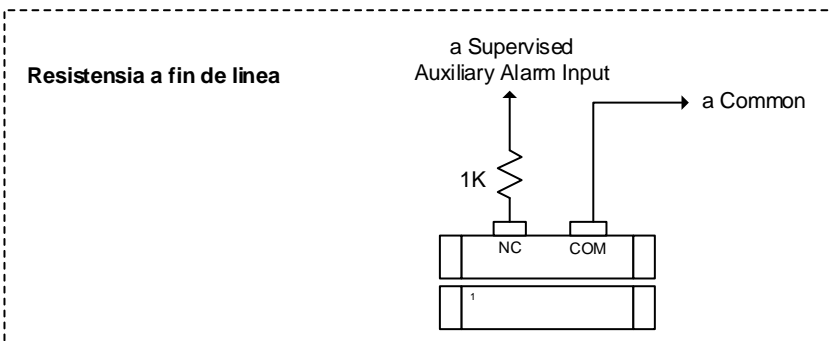 a Supervised
Auxiliary Alarm Input
Resistensia a fin de linea
a Common
1K
NC COM
1